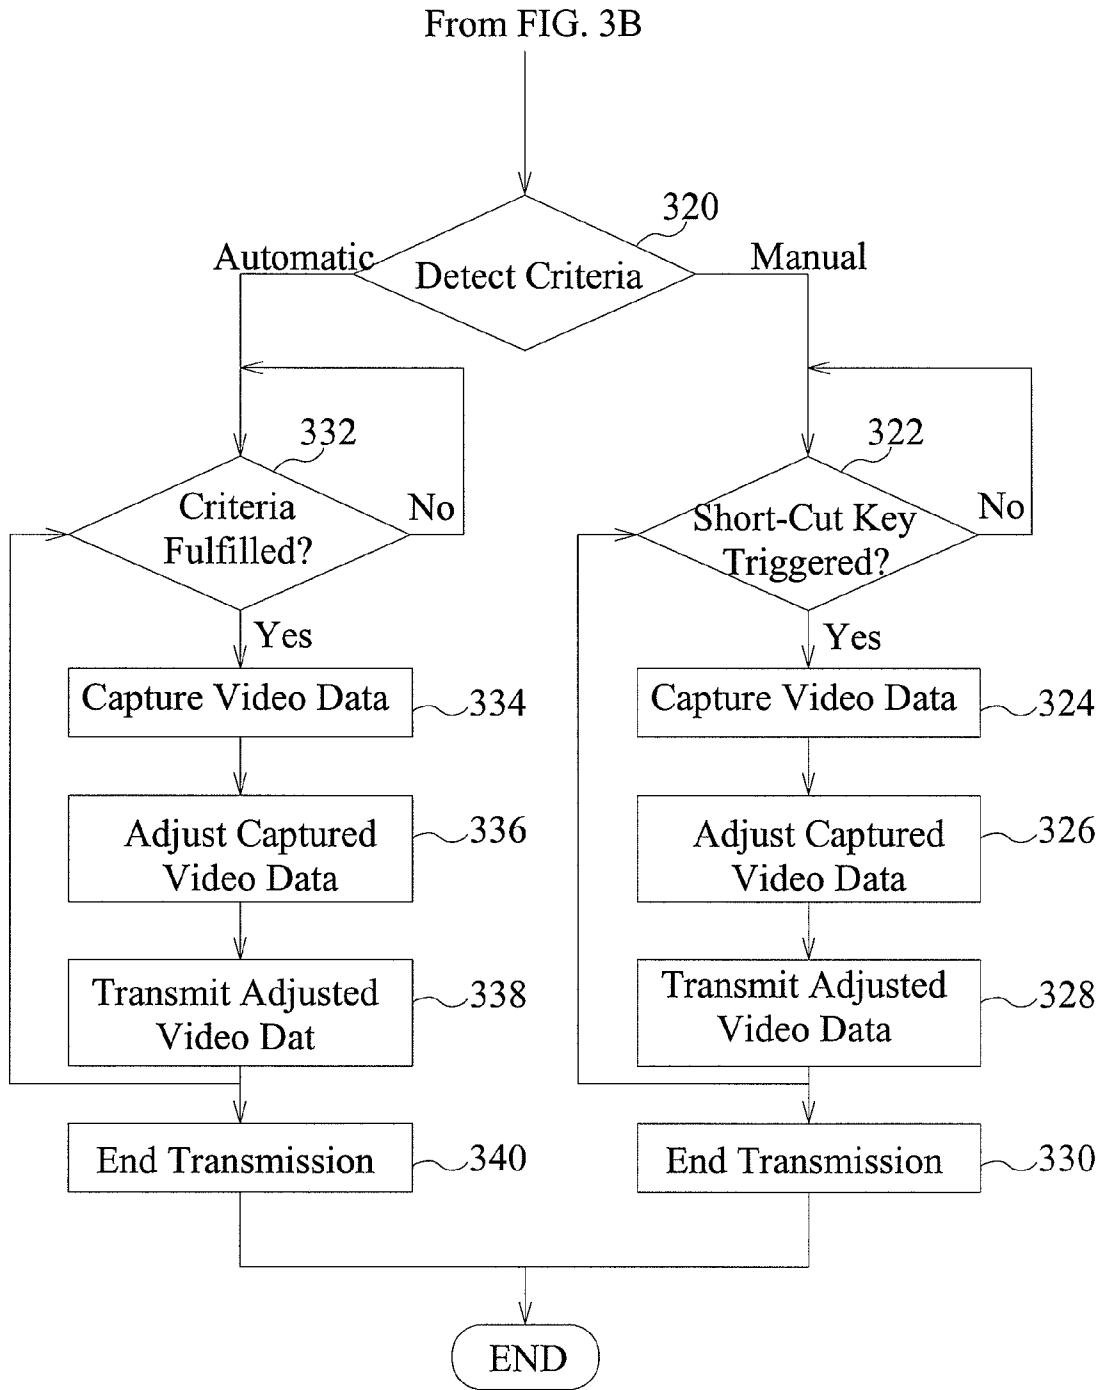 From FIG. 3B
320
Automatic
Manual
Detect Criteria
332
Criteria
Fulfilled?
No
Yes
Capture Video Data
334
Adjust Captured
Video Data
336
Transmit Adjusted
Video Dat
338
End Transmission
340
322
Short-Cut Key
Triggered?
No
Yes
Capture Video Data
324
Adjust Captured
Video Data
326
Transmit Adjusted
Video Data
328
End Transmission
330
END